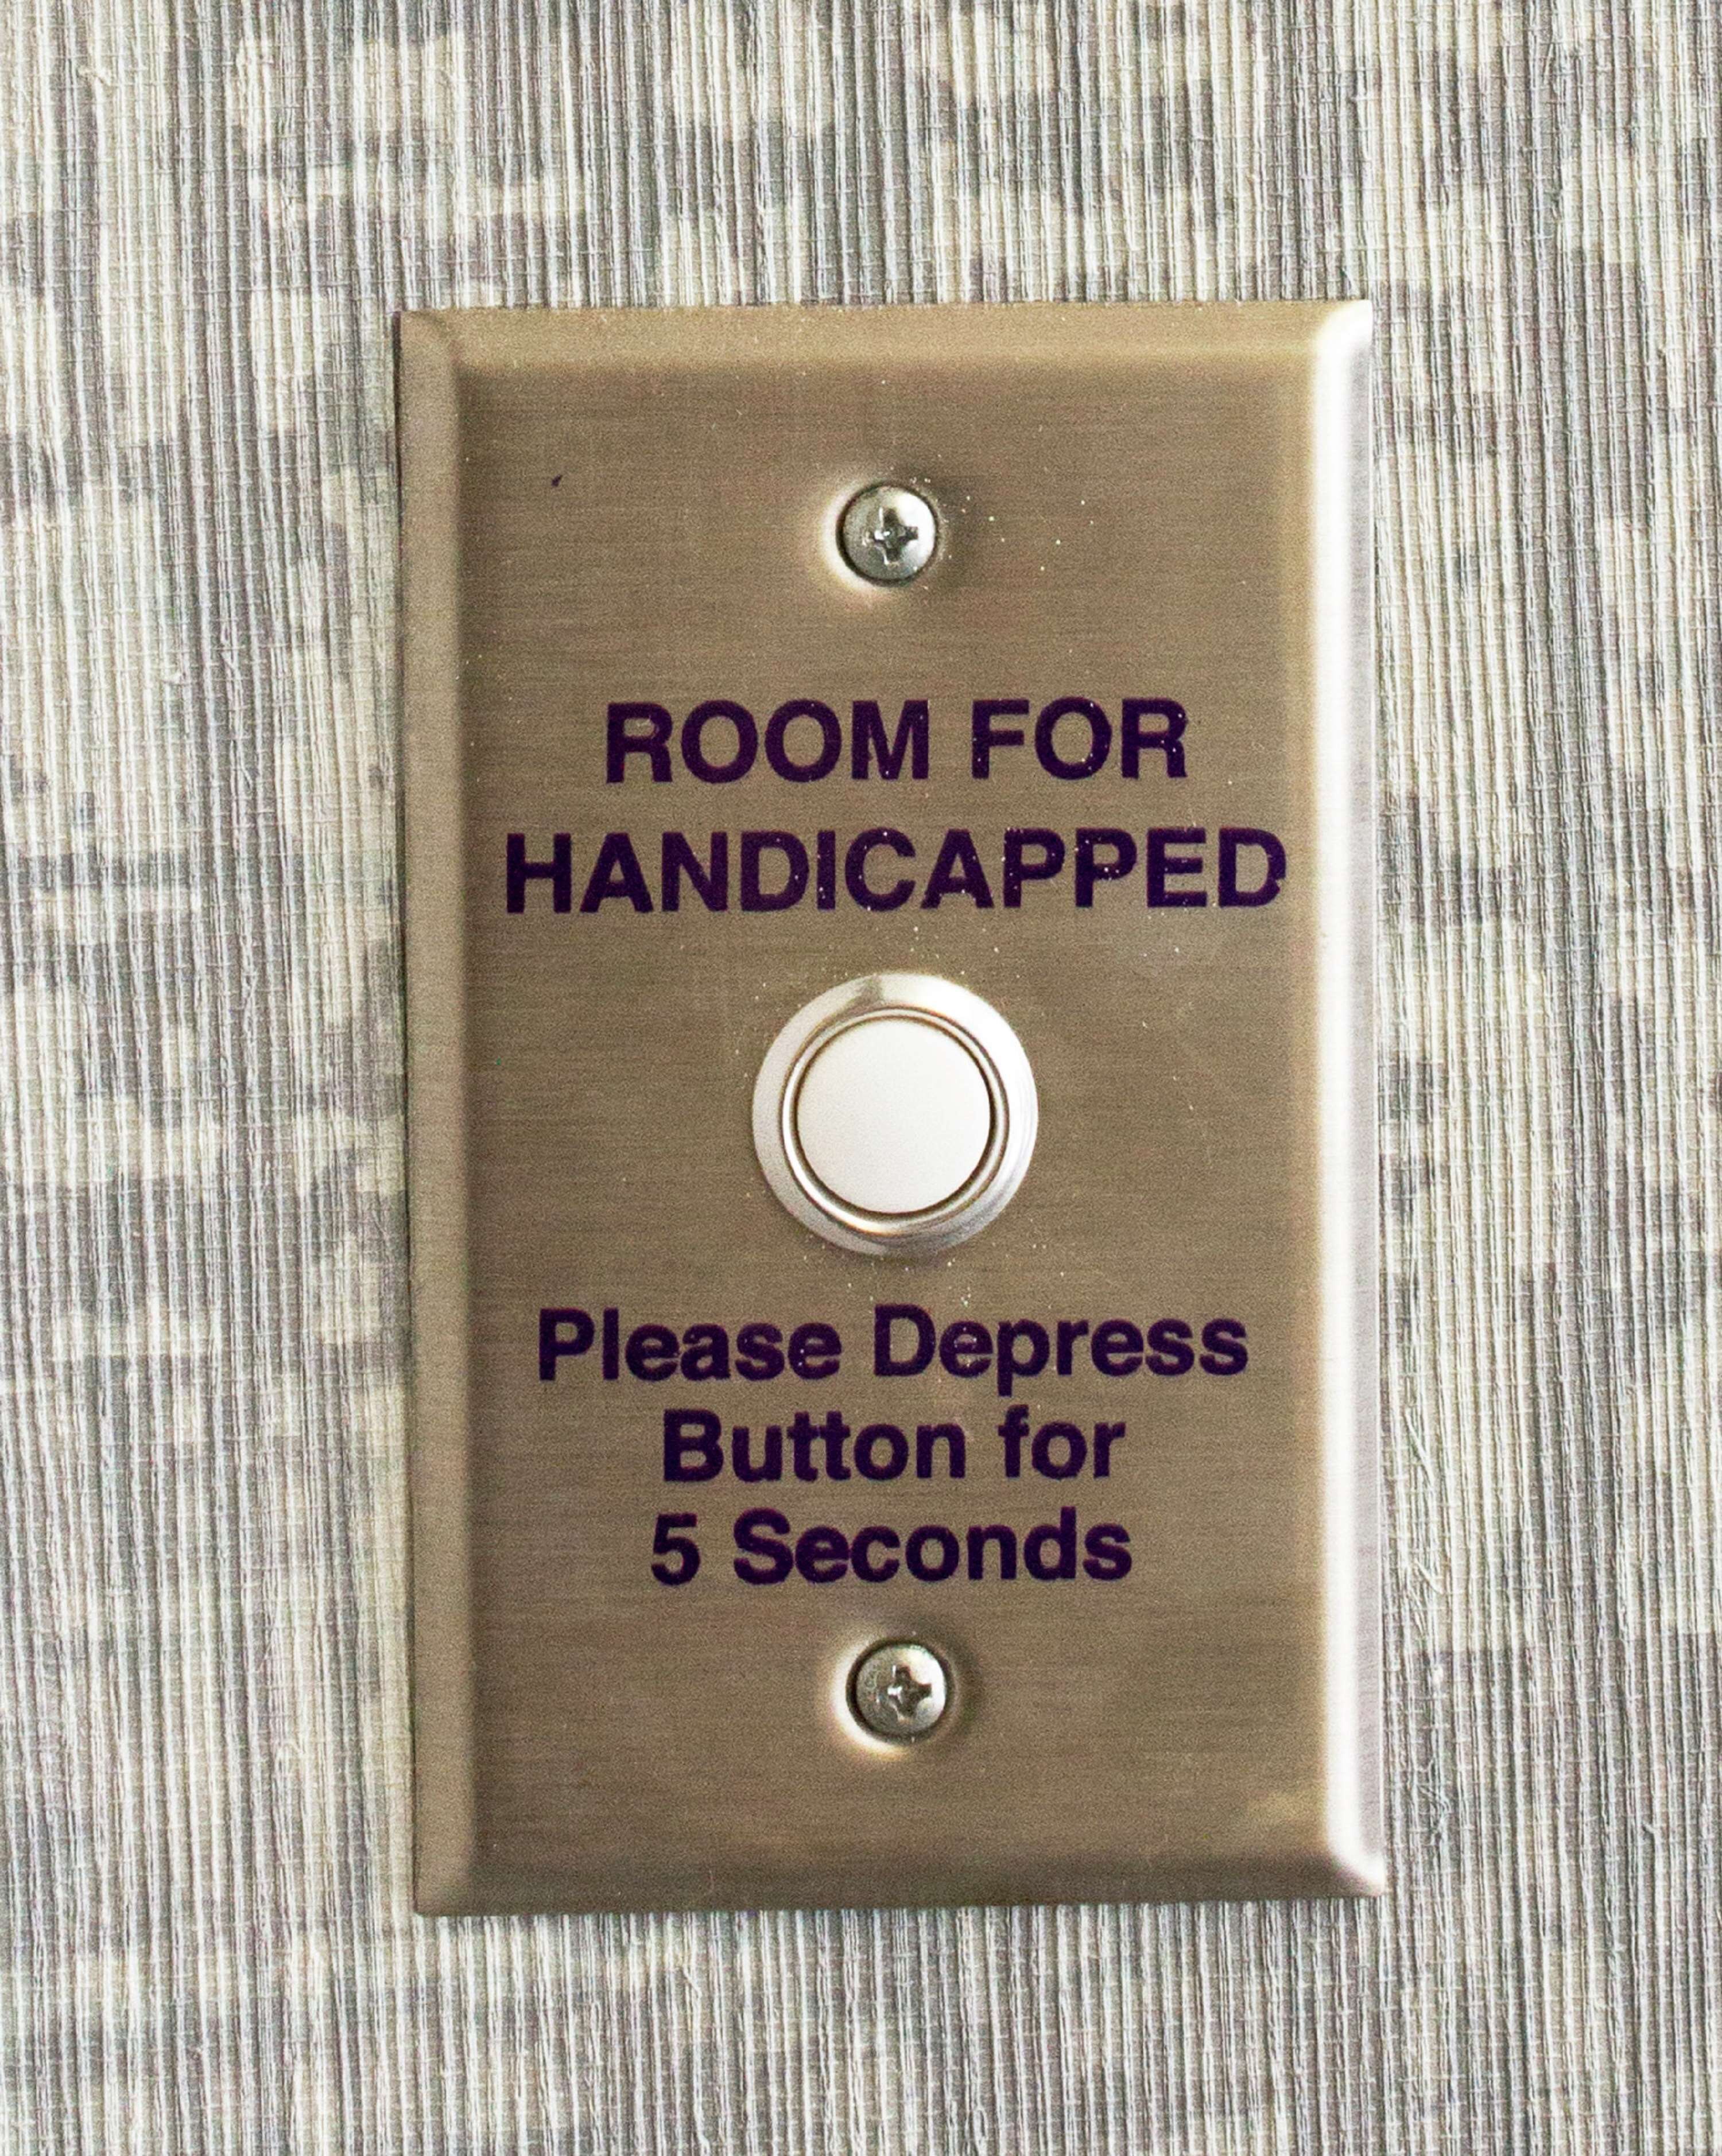 ROOM FOR
HANDICAPPED
Please Depress
Button for
5 Seconds